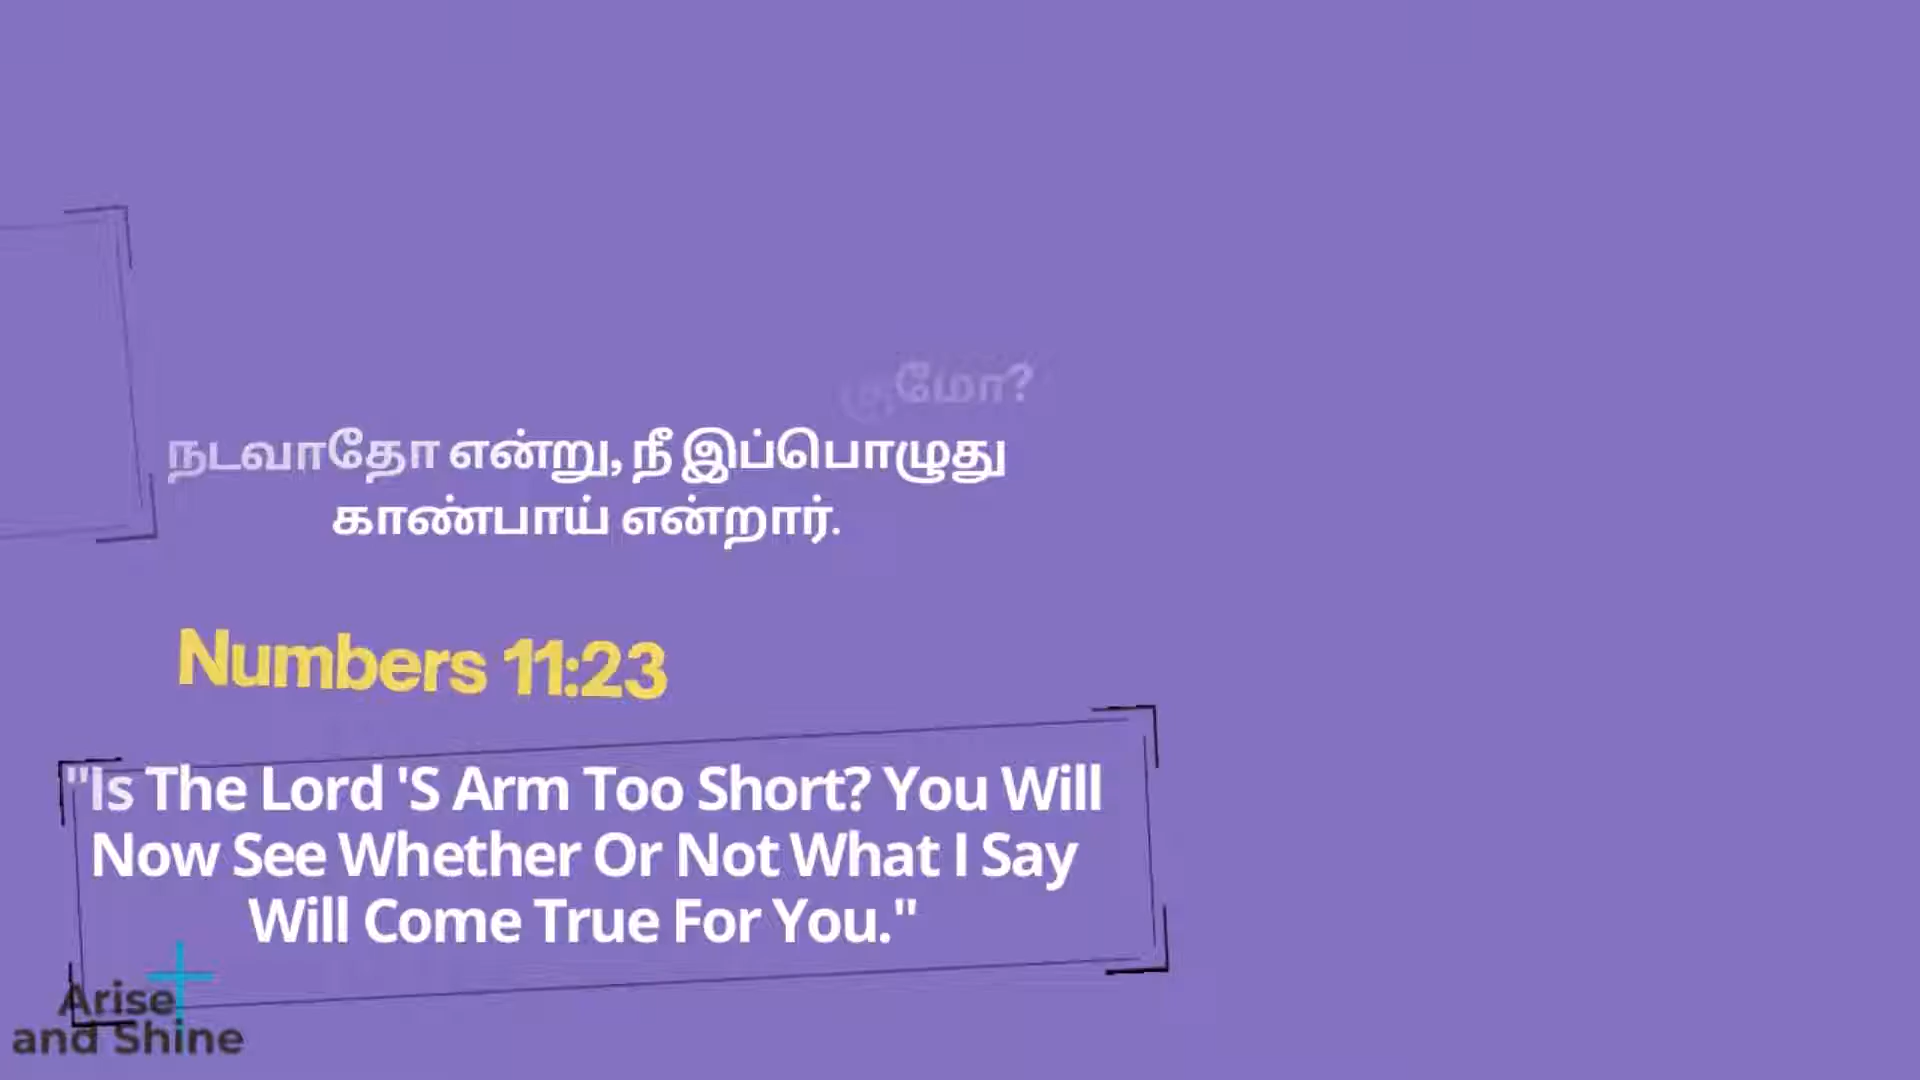 குமோ?
நடவாதோ என்று, நீ இப்பொழுது
காண்பாய் என்றார்.
Numbers 11:23
"Is The Lord 'S Arm Too Short? You Will
Now See Whether Or Not What I Say
Will Come True For You."
Arise
and Shine